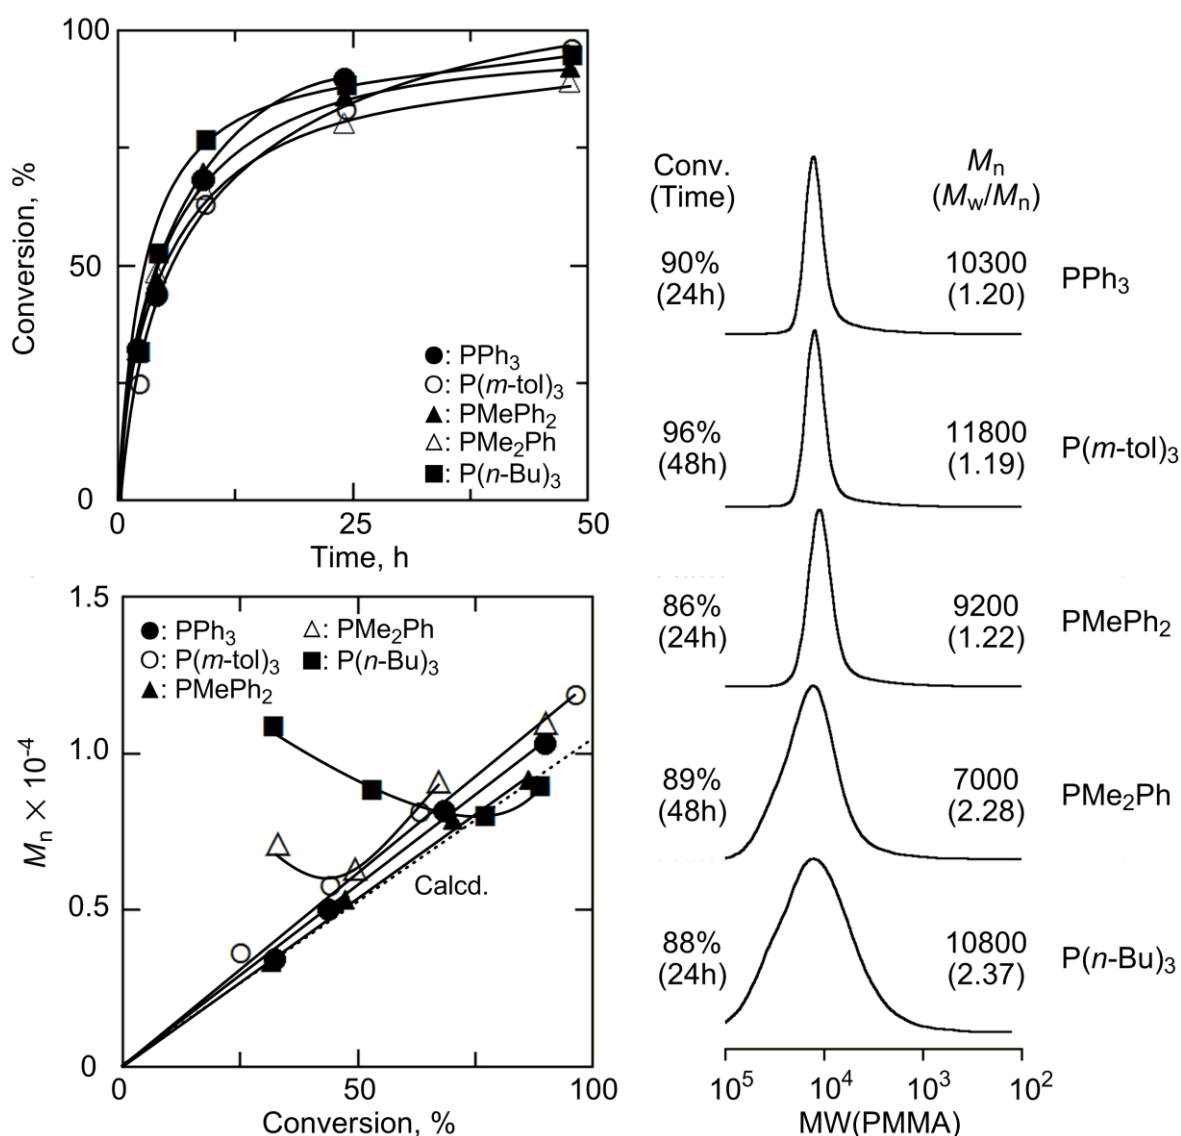 100
50
0
Conversion, %
●: PPh₃
○: P(m-tol)₃
▲: PMePh₂
△: PMe₂Ph
■: P(n-Bu)₃
0 25 50
Time, h
1.5
1.0
0.5
0
Mn × 10⁻⁴
●: PPh₃
○: P(m-tol)₃
▲: PMePh₂
△: PMe₂Ph
■: P(n-Bu)₃
Calcd.
0 50 100
Conversion, %
Conv.
(Time)
Mn
(Mw/Mn)
90%
(24h)
10300
(1.20)
PPh₃
96%
(48h)
11800
(1.19)
P(m-tol)₃
86%
(24h)
9200
(1.22)
PMePh₂
89%
(48h)
7000
(2.28)
PMe₂Ph
88%
(24h)
10800
(2.37)
P(n-Bu)₃
10⁵ 10⁴ 10³ 10²
MW(PMMA)